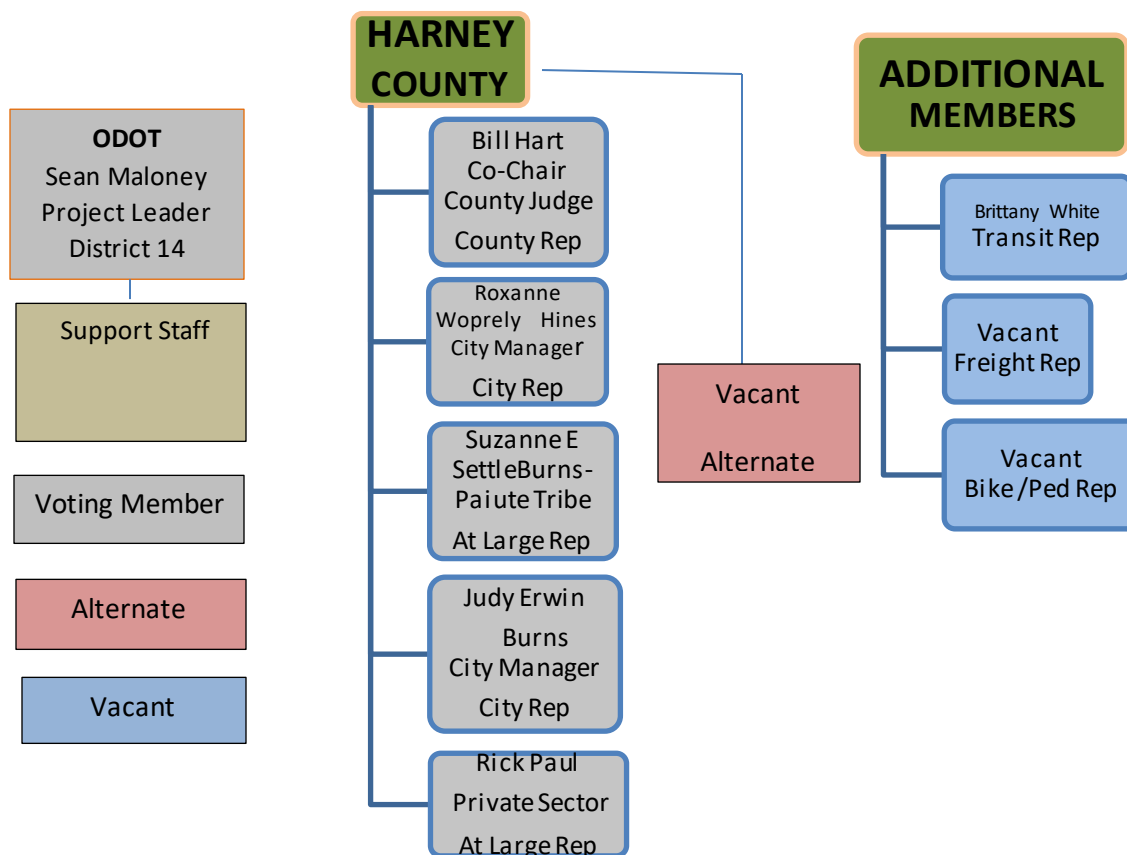 HARNEY
COUNTY
ADDITIONAL
MEMBERS
ODOT
Sean Maloney
Project Leader
District 14
Support Staff
Voting Member
Alternate
Vacant
Bill Hart
Co-Chair
County Judge
County Rep
Roxanne
Woprely Hines
City Manager
City Rep
Suzanne E
SettleBurns-
Paiute Tribe
At Large Rep
Judy Erwin
Burns
City Manager
City Rep
Rick Paul
Private Sector
At Large Rep
Vacant
Alternate
Brittany White
Transit Rep
Vacant
Freight Rep
Vacant
Bike /Ped Rep